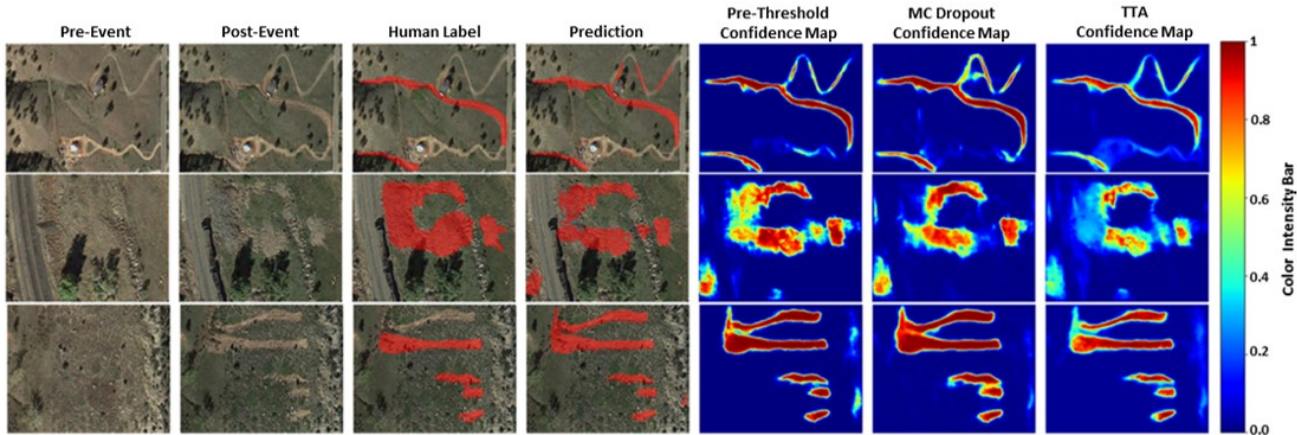 Pre-Event
Post-Event
Human Label
Prediction
Pre-Threshold
Confidence Map
MC Dropout
Confidence Map
TTA
Confidence Map
1
0.8
0.6
0.4
0.2
0.0
Color Intensity Bar